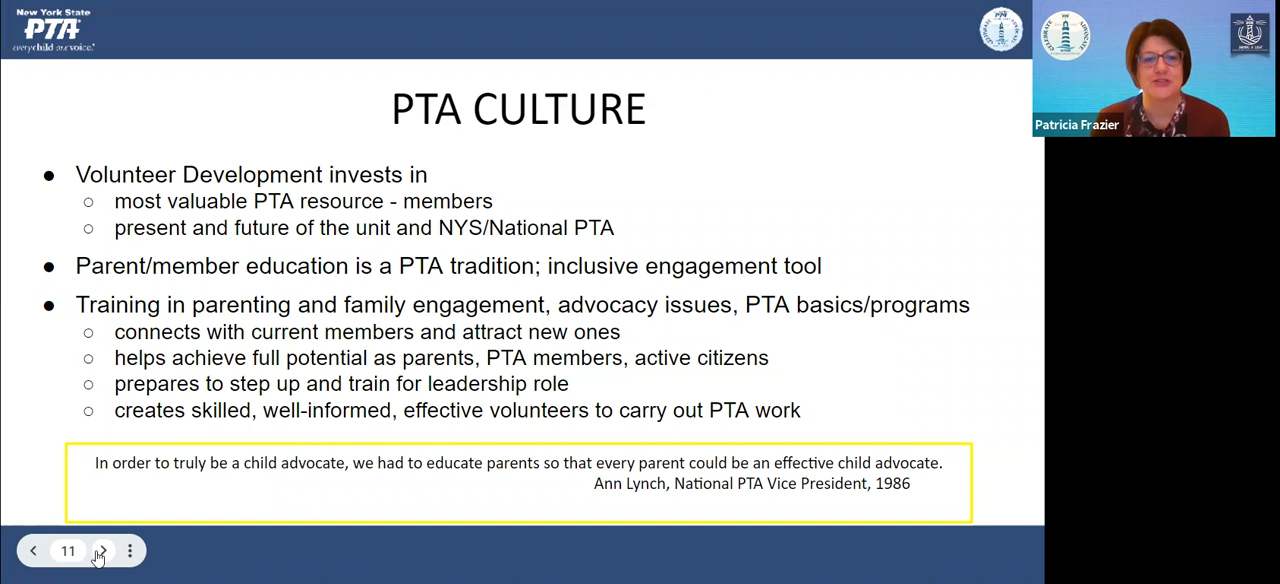 New York State
PTA
everychild. onevoice.
Patricia Frazier
PTA CULTURE
● Volunteer Development invests in
○ most valuable PTA resource - members
○ present and future of the unit and NYS/National PTA
● Parent/member education is a PTA tradition; inclusive engagement tool
● Training in parenting and family engagement, advocacy issues, PTA basics/programs
○ connects with current members and attract new ones
○ helps achieve full potential as parents, PTA members, active citizens
○ prepares to step up and train for leadership role
○ creates skilled, well-informed, effective volunteers to carry out PTA work
In order to truly be a child advocate, we had to educate parents so that every parent could be an effective child advocate.
Ann Lynch, National PTA Vice President, 1986
11